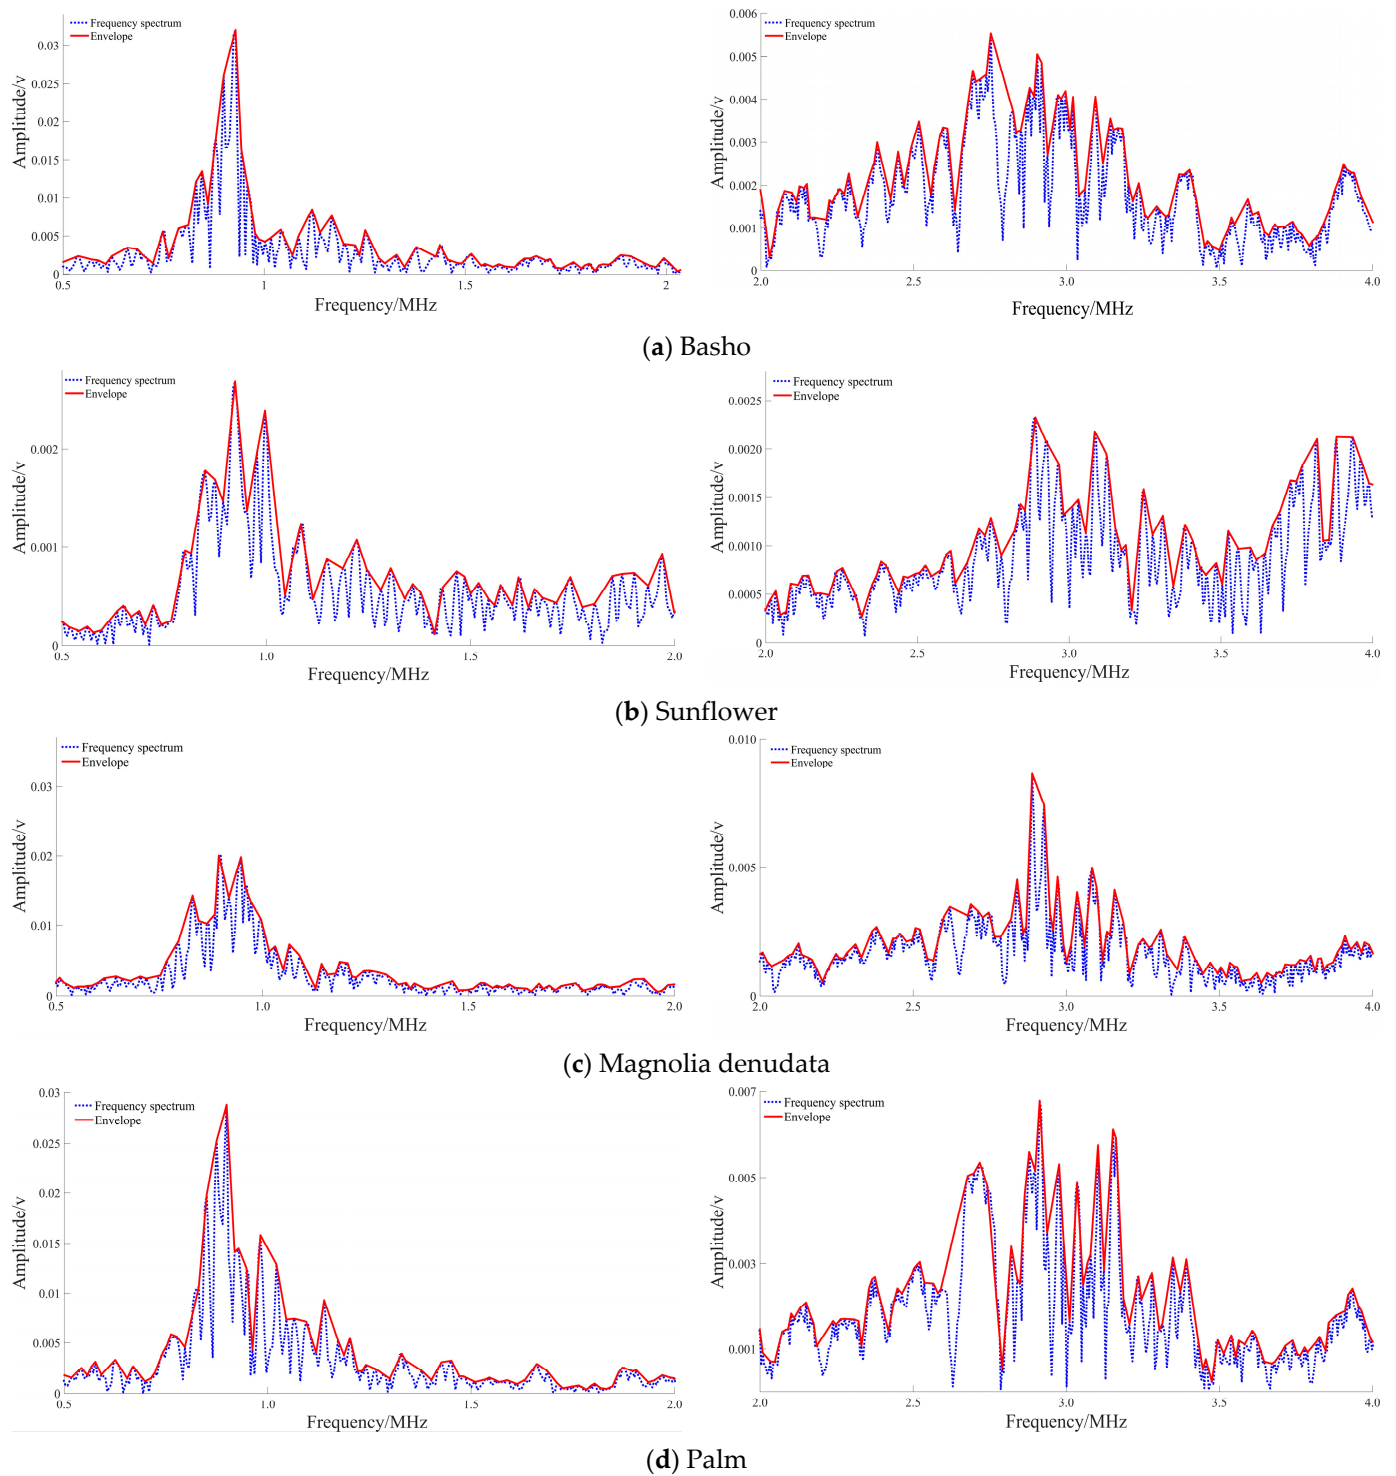 Frequency spectrum
Envelope
Amplitude/v
0.03
0.025
0.02
0.015
0.01
0.005
0
0.5
1
1.5
2
Frequency/MHz
Frequency spectrum
Envelope
Amplitude/v
0.006
0.005
0.004
0.003
0.002
0.001
0
2.0
2.5
3.0
3.5
4.0
Frequency/MHz
(a) Basho
Frequency spectrum
Envelope
Amplitude/v
0.002
0.001
0
0.5
1.0
1.5
2.0
Frequency/MHz
Frequency spectrum
Envelope
Amplitude/v
0.0025
0.0020
0.0015
0.0010
0.0005
0
2.0
2.5
3.0
3.5
4.0
Frequency/MHz
(b) Sunflower
Frequency spectrum
Envelope
Amplitude/v
0.03
0.02
0.01
0
0.5
1.0
1.5
2.0
Frequency/MHz
Frequency spectrum
Envelope
Amplitude/v
0.010
0.005
0
2.0
2.5
3.0
3.5
4.0
Frequency/MHz
(c) Magnolia denudata
Frequency spectrum
Envelope
Amplitude/v
0.03
0.025
0.02
0.015
0.01
0.005
0
0.5
1.0
1.5
2.0
Frequency/MHz
Frequency spectrum
Envelope
Amplitude/v
0.007
0.005
0.003
0.001
2.0
2.5
3.0
3.5
4.0
Frequency/MHz
(d) Palm